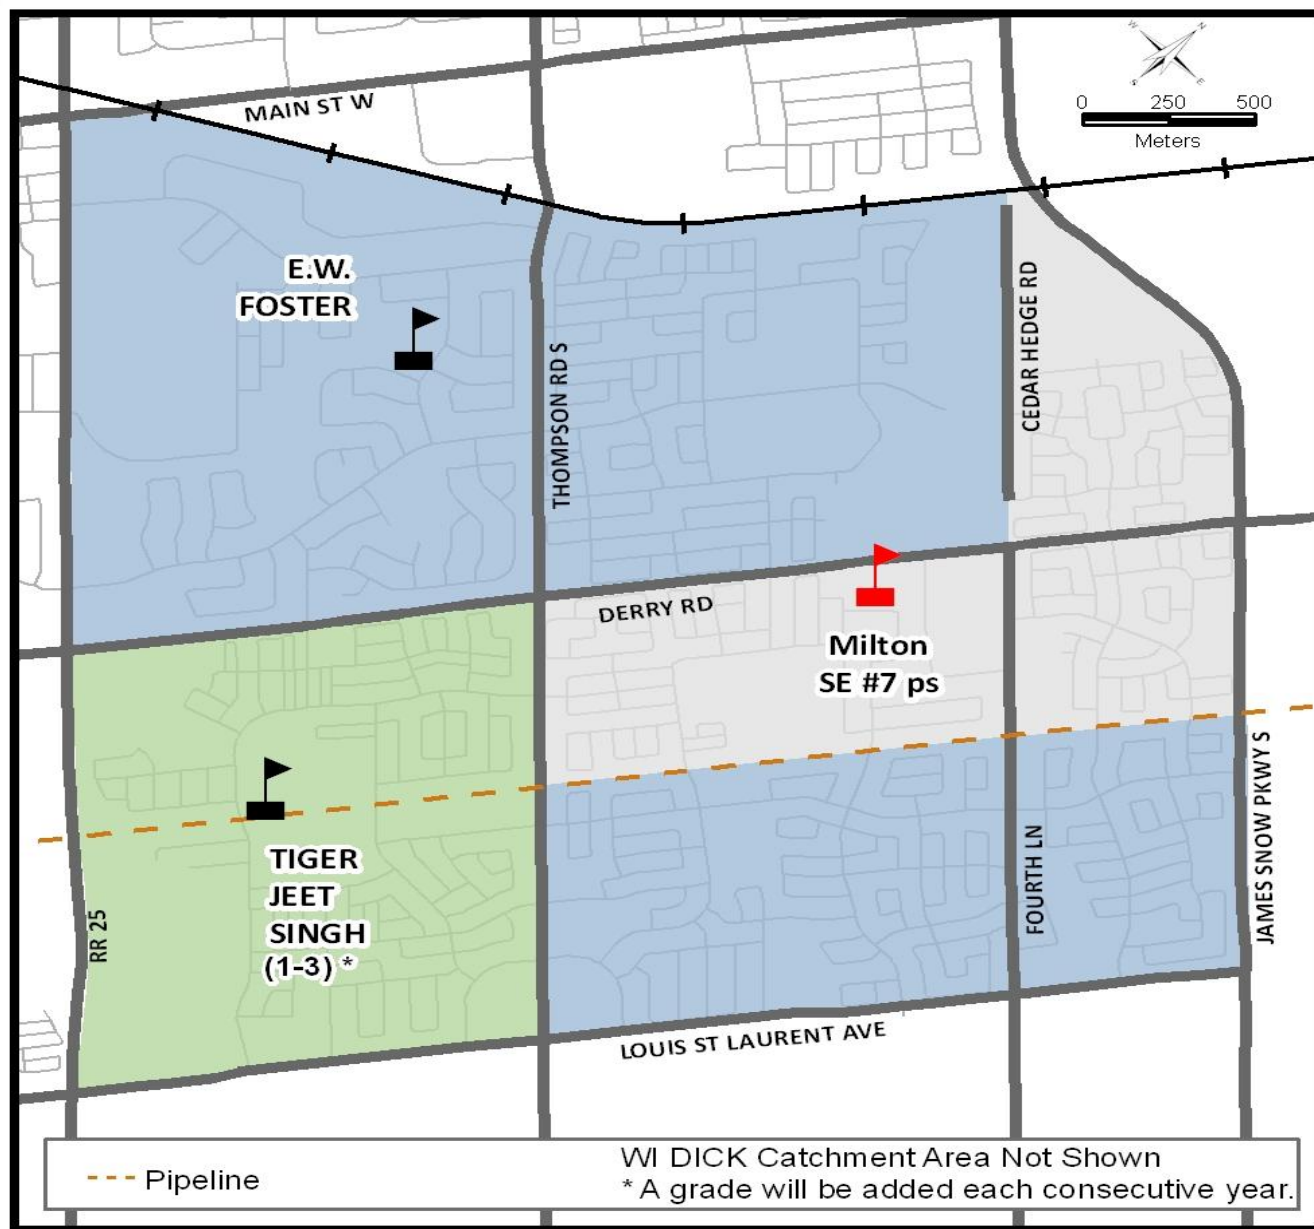 MAIN ST W
W
N
S
E
0 250 500
Meters
E.W.
FOSTER
THOMPSON RD S
CEDAR HEDGE RD
DERRY RD
Milton
SE #7 ps
TIGER
JEET
SINGH
(1-3) *
RR 25
FOURTH LN
JAMES SNOW PKWY S
LOUIS ST LAURENT AVE
Pipeline
WI DICK Catchment Area Not Shown
* A grade will be added each consecutive year.